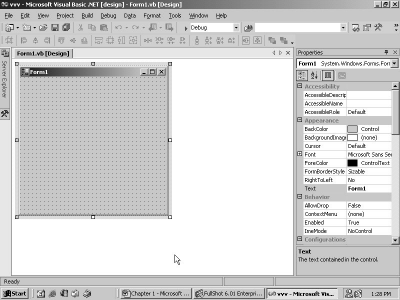 vvv - Microsoft Visual Basic .NET [design] - Form1.vb [Design]
File Edit View Project Build Debug Data Format Tools Window Help
Debug
Form1.vb [Design]
Server Explorer
Form1
Properties
Form1 System.Windows.Forms.Form
Accessibility
AccessibleDescrip
AccessibleName
AccessibleRole Default
Appearance
BackColor Control
BackgroundImag (none)
Cursor Default
Font Microsoft Sans Ser
ForeColor ControlText
FormBorderStyle Sizable
RightToLeft No
Text Form1
Behavior
AllowDrop False
ContextMenu (none)
Enabled True
ImeMode NoControl
Configurations
Text
The text contained in the control.
Ready
Start
Chapter 1 - Microsoft ...
FullShot 6.01 Enterpri...
vvv - Microsoft Vis...
1:28 PM